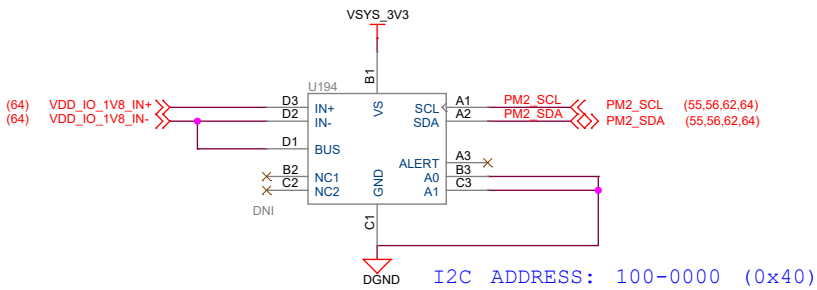 VSYS_3V3
B1
U194
(64) VDD_IO_1V8_IN+ D3 IN+ VS SCL A1 PM2_SCL PM2_SCL (55,56,62,64)
(64) VDD_IO_1V8_IN- D2 IN- SDA A2 PM2_SDA PM2_SDA (55,56,62,64)
D1 BUS
ALERT A3
B2 NC1 A0 B3
C2 NC2 GND A1 C3
DNI
C1
DGND
I2C ADDRESS: 100-0000 (0x40)